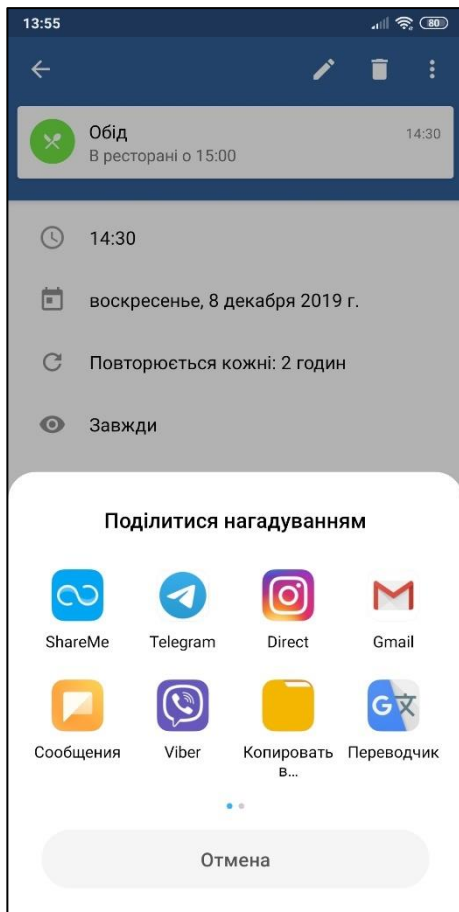 13:55
80
Обід
14:30
В ресторані о 15:00
14:30
воскресенье, 8 декабря 2019 г.
Повторюється кожні: 2 годин
Завжди
Поділитися нагадуванням
ShareMe Telegram Direct Gmail
Сообщения Viber Копировать Переводчик
в...
Отмена